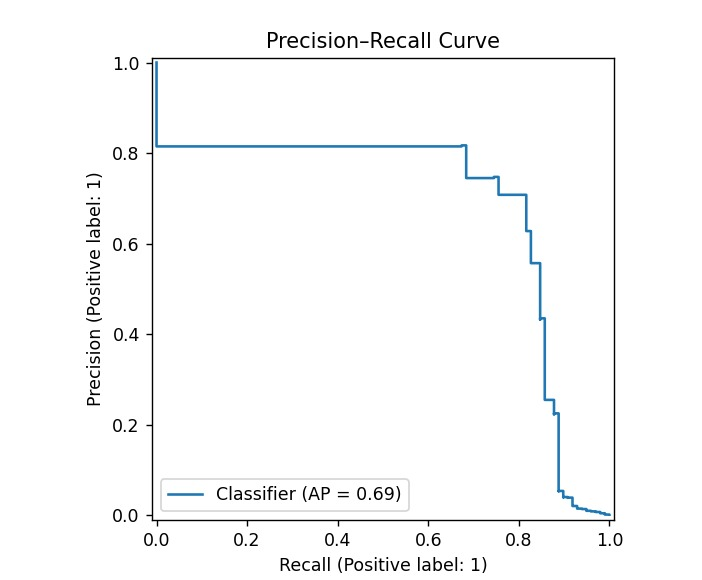 Precision–Recall Curve
1.0
0.8
0.6
0.4
0.2
0.0
Precision (Positive label: 1)
Classifier (AP = 0.69)
0.0 0.2 0.4 0.6 0.8 1.0
Recall (Positive label: 1)